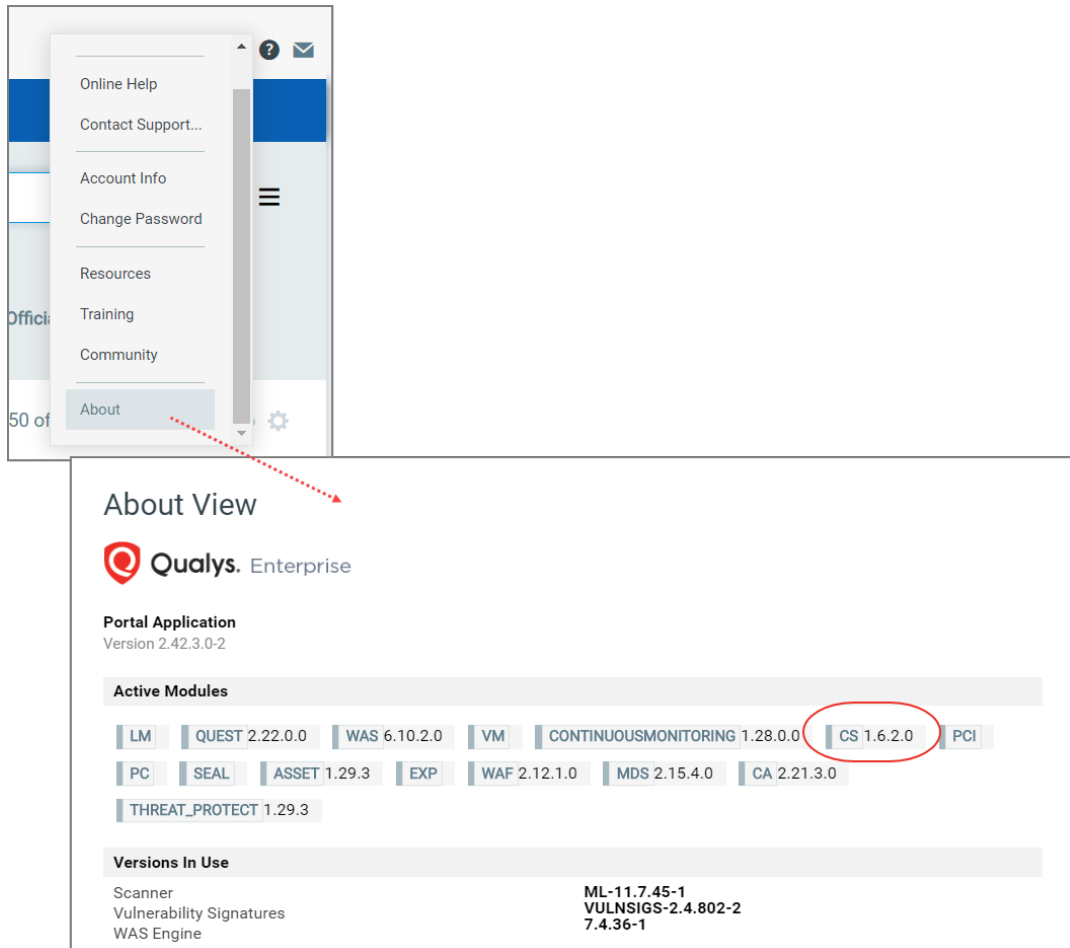 Online Help
Contact Support...
Account Info
Change Password
Resources
Training
Community
About
50 of
About View
Qualys. Enterprise
Portal Application
Version 2.42.3.0-2
Active Modules
LM QUEST 2.22.0.0 WAS 6.10.2.0 VM CONTINUOUSMONITORING 1.28.0.0 CS 1.6.2.0 PCI
PC SEAL ASSET 1.29.3 EXP WAF 2.12.1.0 MDS 2.15.4.0 CA 2.21.3.0
THREAT_PROTECT 1.29.3
Versions In Use
Scanner ML-11.7.45-1
Vulnerability Signatures VULNSIGS-2.4.802-2
WAS Engine 7.4.36-1